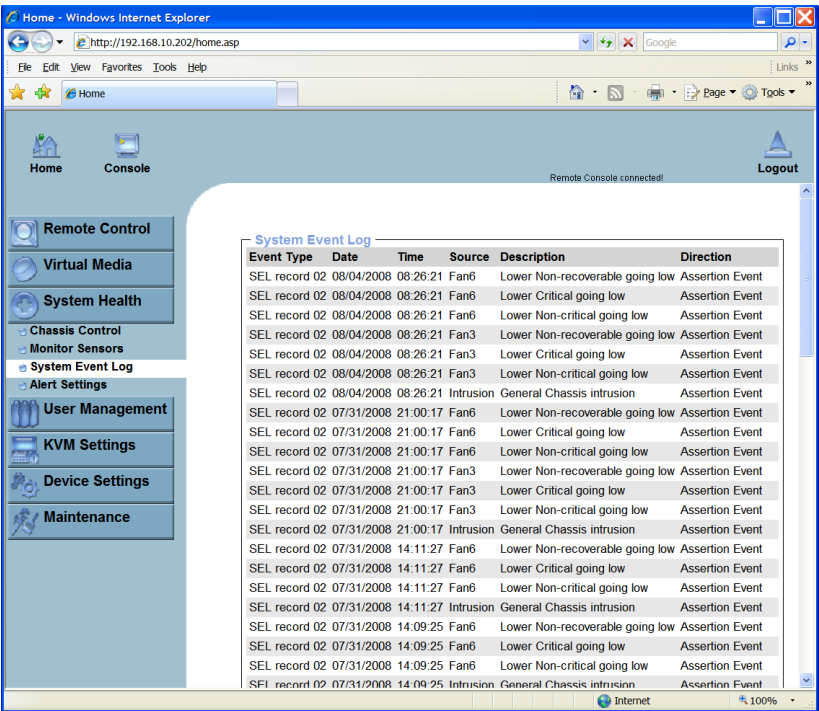 Home - Windows Internet Explorer
http://192.168.10.202/home.asp
Google
File Edit View Favorites Tools Help
Links »
Home
Page Tools »
Home Console
Remote Console connected!
Logout
Remote Control
Virtual Media
System Health
Chassis Control
Monitor Sensors
System Event Log
Alert Settings
User Management
KVM Settings
Device Settings
Maintenance
System Event Log
Event Type Date Time Source Description Direction
SEL record 02 08/04/2008 08:26:21 Fan6 Lower Non-recoverable going low Assertion Event
SEL record 02 08/04/2008 08:26:21 Fan6 Lower Critical going low Assertion Event
SEL record 02 08/04/2008 08:26:21 Fan6 Lower Non-critical going low Assertion Event
SEL record 02 08/04/2008 08:26:21 Fan3 Lower Non-recoverable going low Assertion Event
SEL record 02 08/04/2008 08:26:21 Fan3 Lower Critical going low Assertion Event
SEL record 02 08/04/2008 08:26:21 Fan3 Lower Non-critical going low Assertion Event
SEL record 02 08/04/2008 08:26:21 Intrusion General Chassis intrusion Assertion Event
SEL record 02 07/31/2008 21:00:17 Fan6 Lower Non-recoverable going low Assertion Event
SEL record 02 07/31/2008 21:00:17 Fan6 Lower Critical going low Assertion Event
SEL record 02 07/31/2008 21:00:17 Fan6 Lower Non-critical going low Assertion Event
SEL record 02 07/31/2008 21:00:17 Fan3 Lower Non-recoverable going low Assertion Event
SEL record 02 07/31/2008 21:00:17 Fan3 Lower Critical going low Assertion Event
SEL record 02 07/31/2008 21:00:17 Fan3 Lower Non-critical going low Assertion Event
SEL record 02 07/31/2008 21:00:17 Intrusion General Chassis intrusion Assertion Event
SEL record 02 07/31/2008 14:11:27 Fan6 Lower Non-recoverable going low Assertion Event
SEL record 02 07/31/2008 14:11:27 Fan6 Lower Critical going low Assertion Event
SEL record 02 07/31/2008 14:11:27 Fan6 Lower Non-critical going low Assertion Event
SEL record 02 07/31/2008 14:11:27 Intrusion General Chassis intrusion Assertion Event
SEL record 02 07/31/2008 14:09:25 Fan6 Lower Non-recoverable going low Assertion Event
SEL record 02 07/31/2008 14:09:25 Fan6 Lower Critical going low Assertion Event
SEL record 02 07/31/2008 14:09:25 Fan6 Lower Non-critical going low Assertion Event
SEL record 02 07/31/2008 14:09:25 Intrusion General Chassis intrusion Assertion Event
Internet 100%